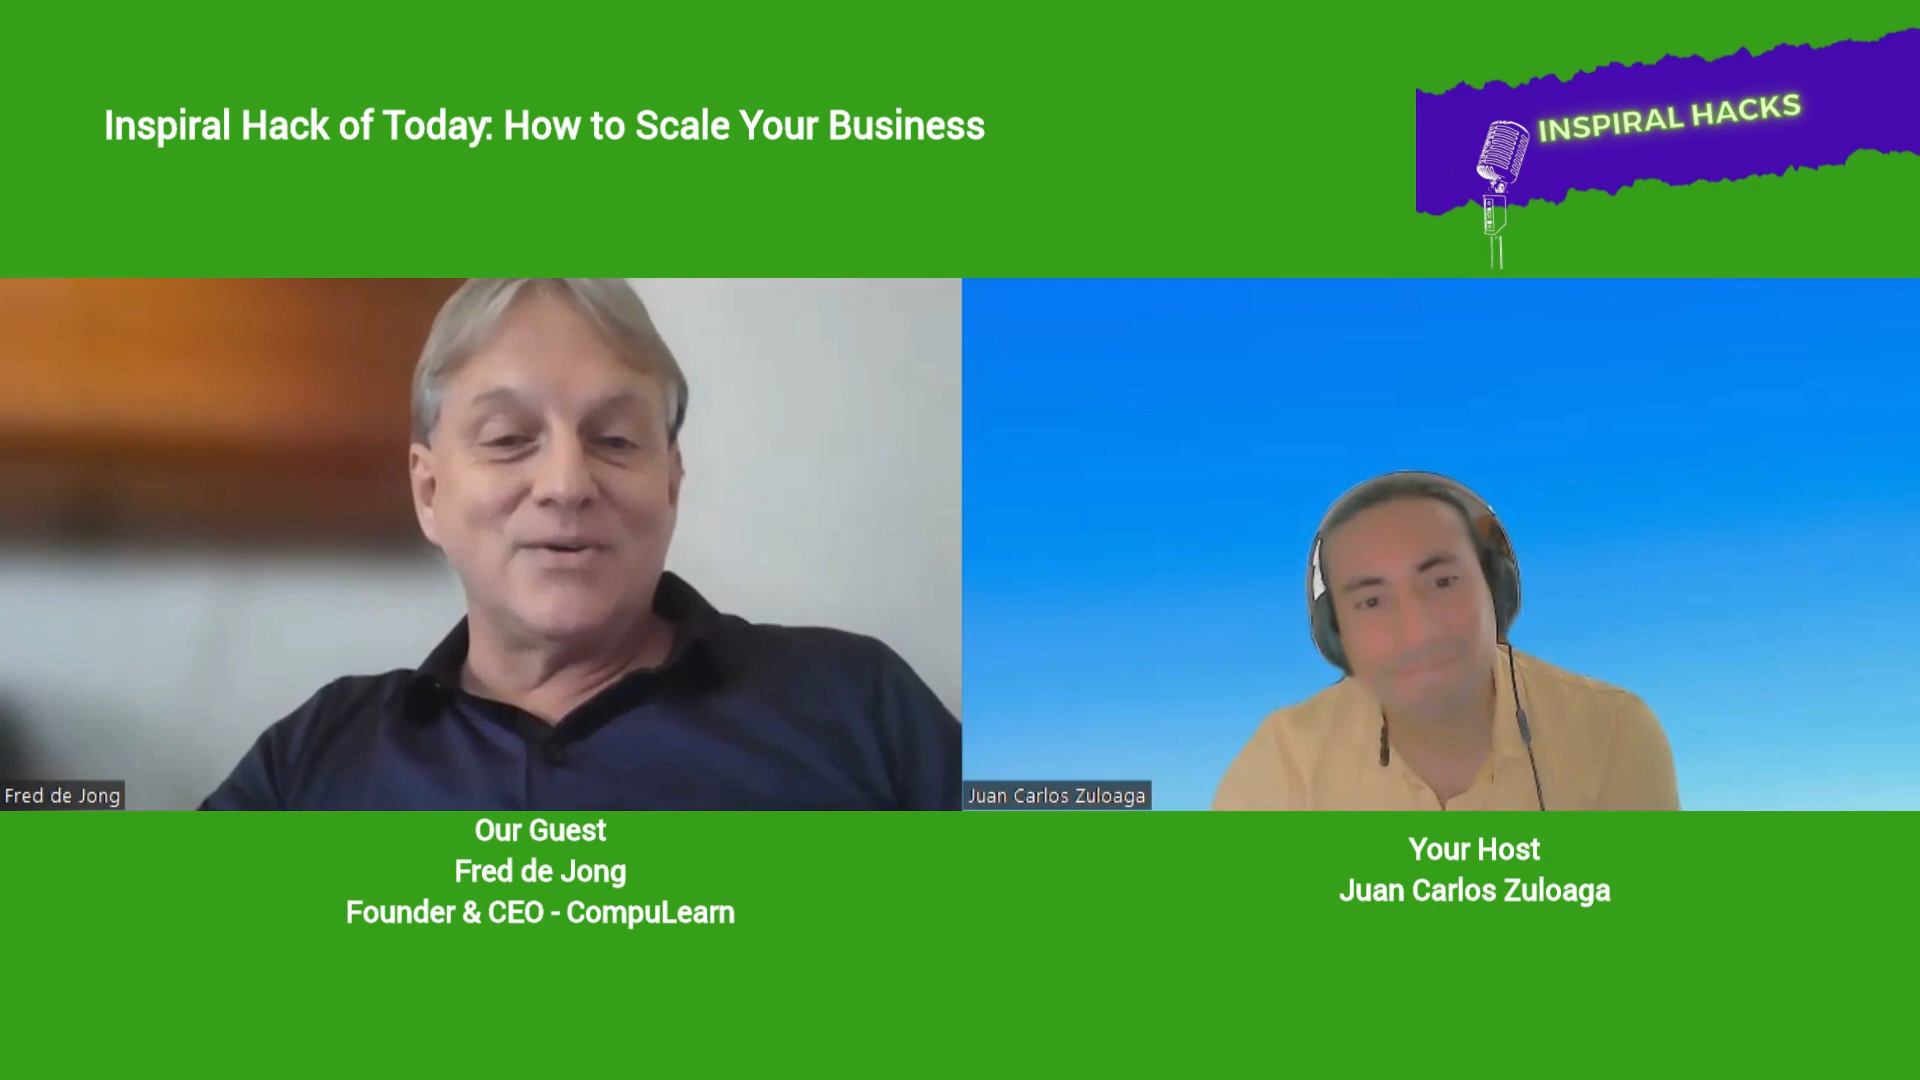 Inspiral Hack of Today: How to Scale Your Business
INSPIRAL HACKS
Fred de Jong
Juan Carlos Zuloaga
Our Guest
Fred de Jong
Founder & CEO - CompuLearn
Your Host
Juan Carlos Zuloaga